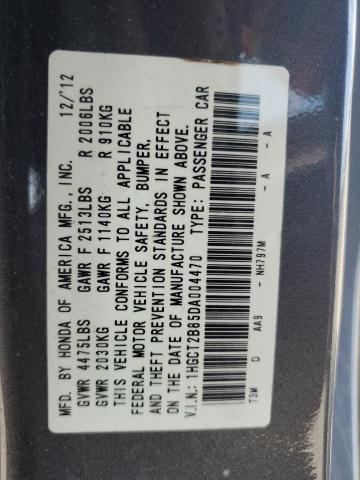 MFD. BY HONDA OF AMERICA MFG., INC. 12/'12
GVWR 4475LBS GAWR F 2513LBS R 2006LBS
GVWR 2030KG GAWR F 1140KG R 910KG
THIS VEHICLE CONFORMS TO ALL APPLICABLE
FEDERAL MOTOR VEHICLE SAFETY, BUMPER,
AND THEFT PREVENTION STANDARDS IN EFFECT
ON THE DATE OF MANUFACTURE SHOWN ABOVE.
V.I.N.: 1HGCT2B85DA004470 TYPE: PASSENGER CAR
T3M D AA9 - NH797M - A - A